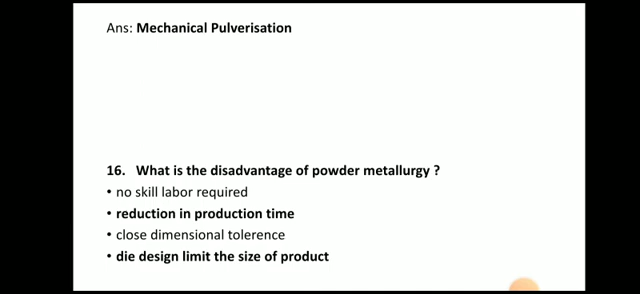 Ans: Mechanical Pulverisation
16. What is the disadvantage of powder metallurgy ?
• no skill labor required
• reduction in production time
• close dimensional tolerence
• die design limit the size of product